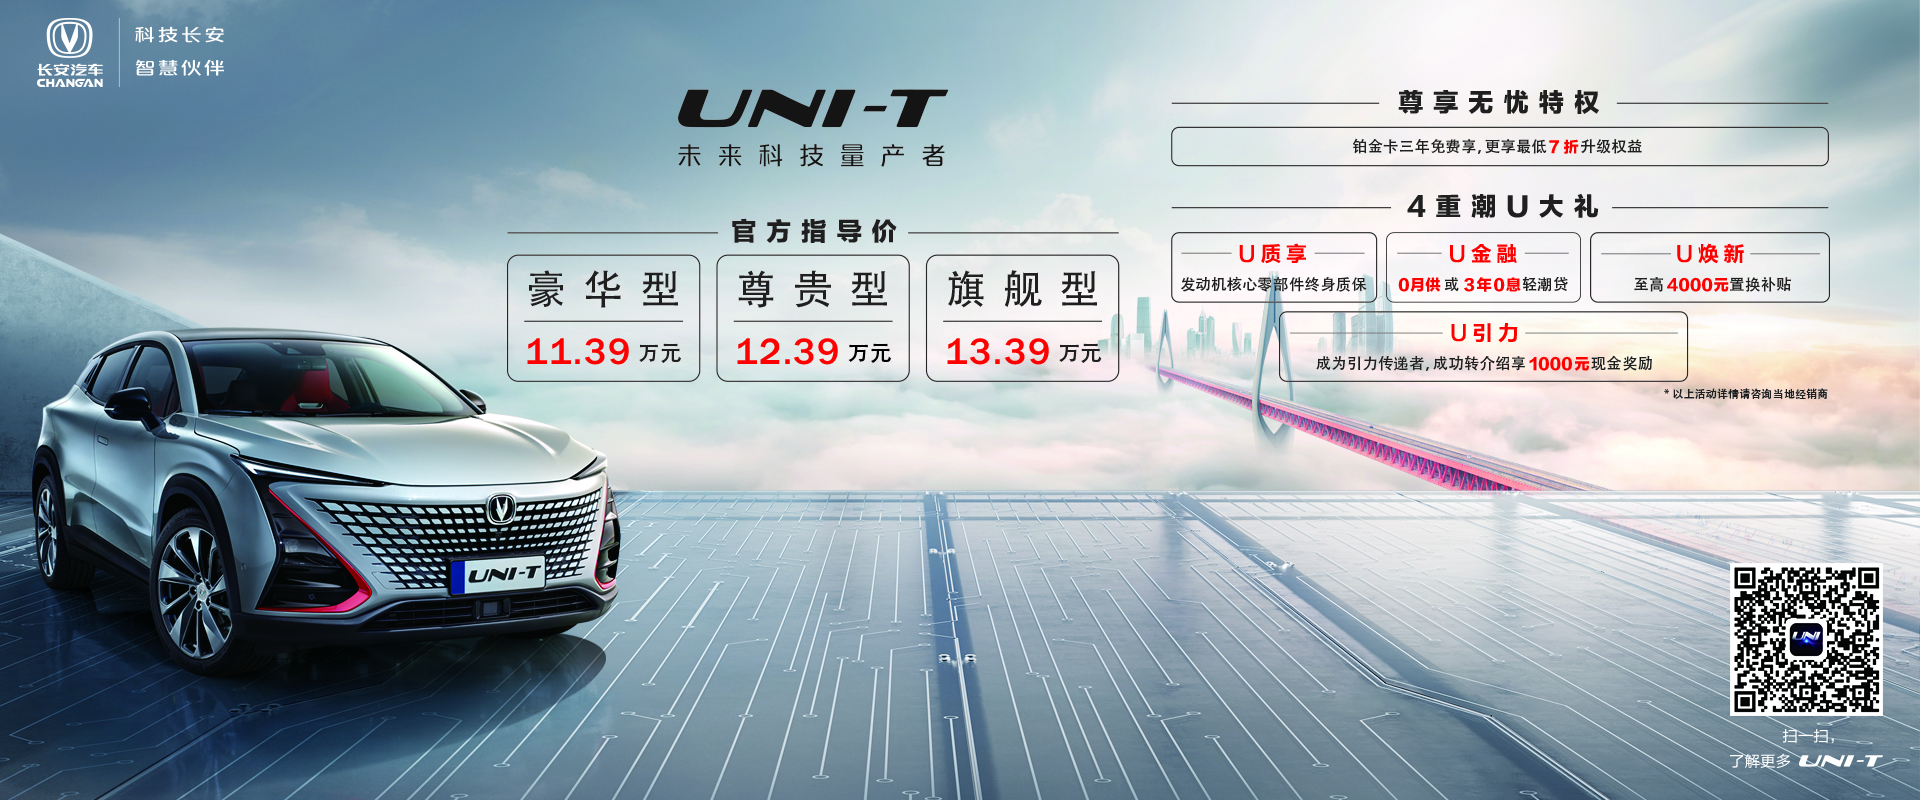 长安汽车
CHANGAN
科技长安
智慧伙伴
UNI-T
未来科技量产者
官方指导价
豪华型
11.39 万元
尊贵型
12.39 万元
旗舰型
13.39 万元
尊享无忧特权
铂金卡三年免费享,更享最低7折升级权益
4重潮U大礼
U质享
发动机核心零部件终身质保
U金融
0月供 或 3年0息轻潮贷
U焕新
至高4000元置换补贴
U引力
成为引力传递者,成功转介绍享1000元现金奖励
* 以上活动详情请咨询当地经销商
UNI-T
UNI
扫一扫,
了解更多 UNI-T